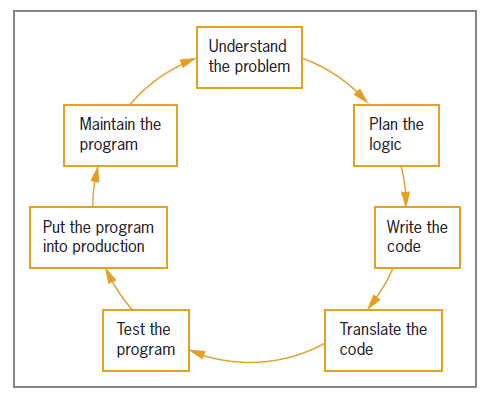 Understand
the problem
Plan the
logic
Write the
code
Translate the
code
Test the
program
Put the program
into production
Maintain the
program